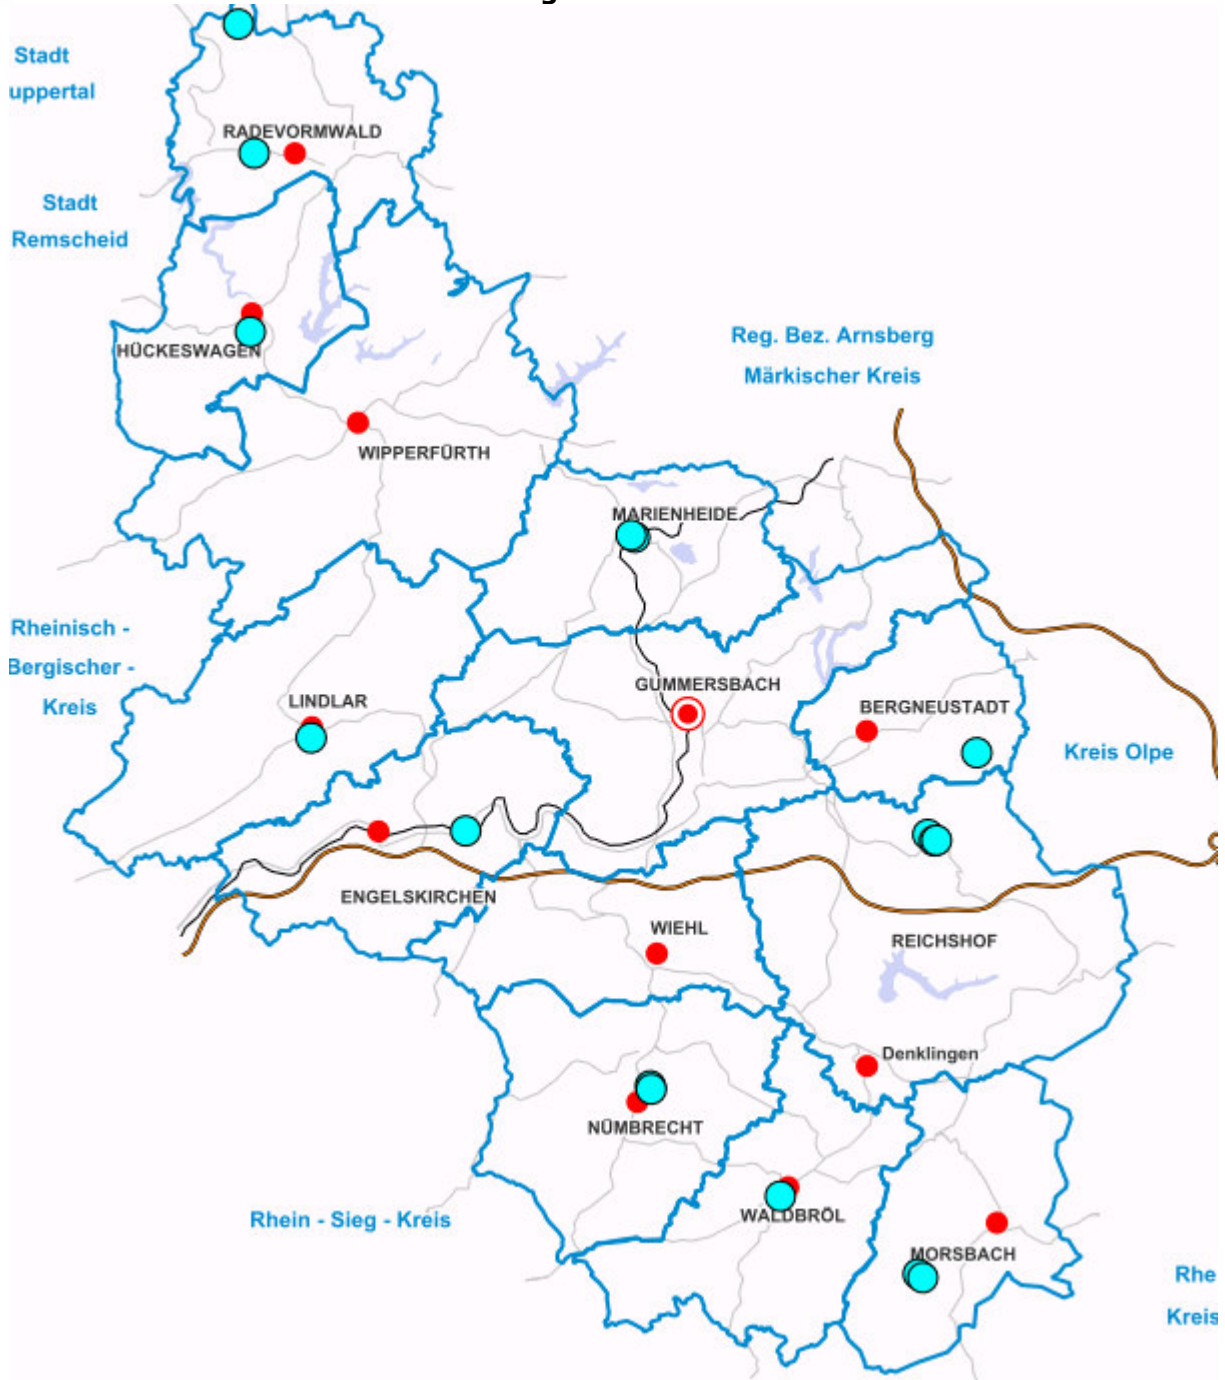 Stadt
uppertal
RADEVORMWALD
Stadt
Remscheid
Reg. Bez. Arnsberg
HÜCKESWAGEN
Märkischer Kreis
WIPPERFÜRTH
MARIENHEIDE
Rheinisch -
Bergischer -
Kreis
GUMMERSBACH
LINDLAR
BERGNEUSTADT
Kreis Olpe
ENGELSKIRCHEN
WIEHL
REICHSHOF
Denklingen
NÜMBRECHT
WALDBRÖL
Rhein - Sieg - Kreis
MORSBACH
Rhe
Kreis